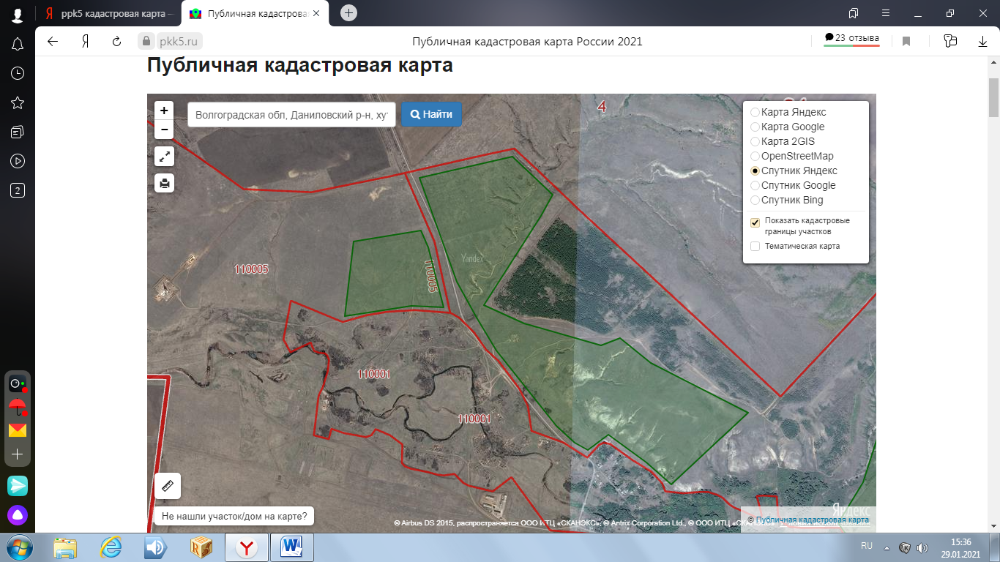 ppk5 кадастровая карта –
Публичная кадастрова
pkk5.ru
Публичная кадастровая карта России 2021
23 отзыва
Публичная кадастровая карта
+
−
Волгоградская обл, Даниловский р-н, ху
Найти
4
Карта Яндекс
Карта Google
Карта 2GIS
OpenStreetMap
Спутник Яндекс
Спутник Google
Спутник Bing
Показать кадастровые
границы участков
Тематическая карта
2
Yandex
110005
110005
110001
110001
Не нашли участок/дом на карте?
Яндекс
© Публичная кадастровая карта
© Airbus DS 2015, распространяется ООО ИТЦ «СКАНЭКС», © Antrix Corporation Ltd., © ООО ИТЦ
RU
15:36
29.01.2021